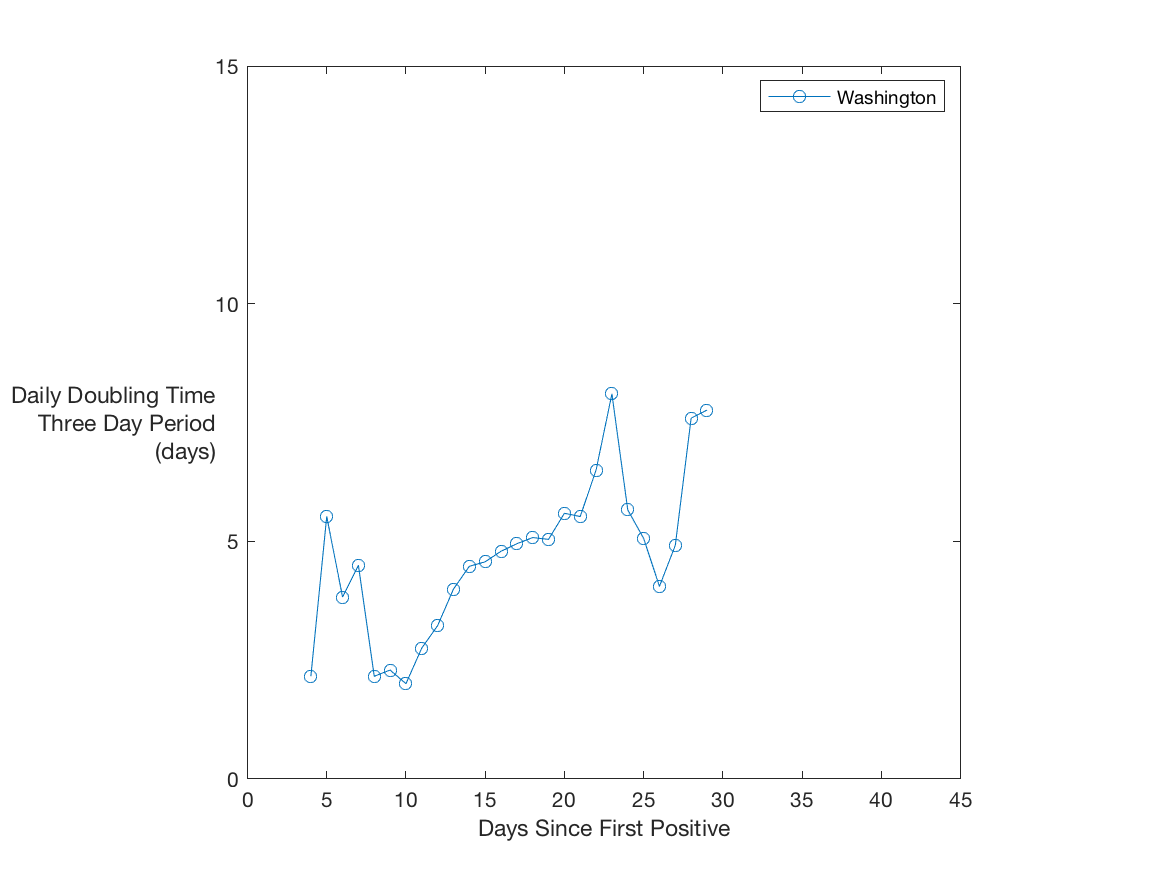 15
Washington
10
Daily Doubling Time
Three Day Period
(days)
5
0
0 5 10 15 20 25 30 35 40 45
Days Since First Positive